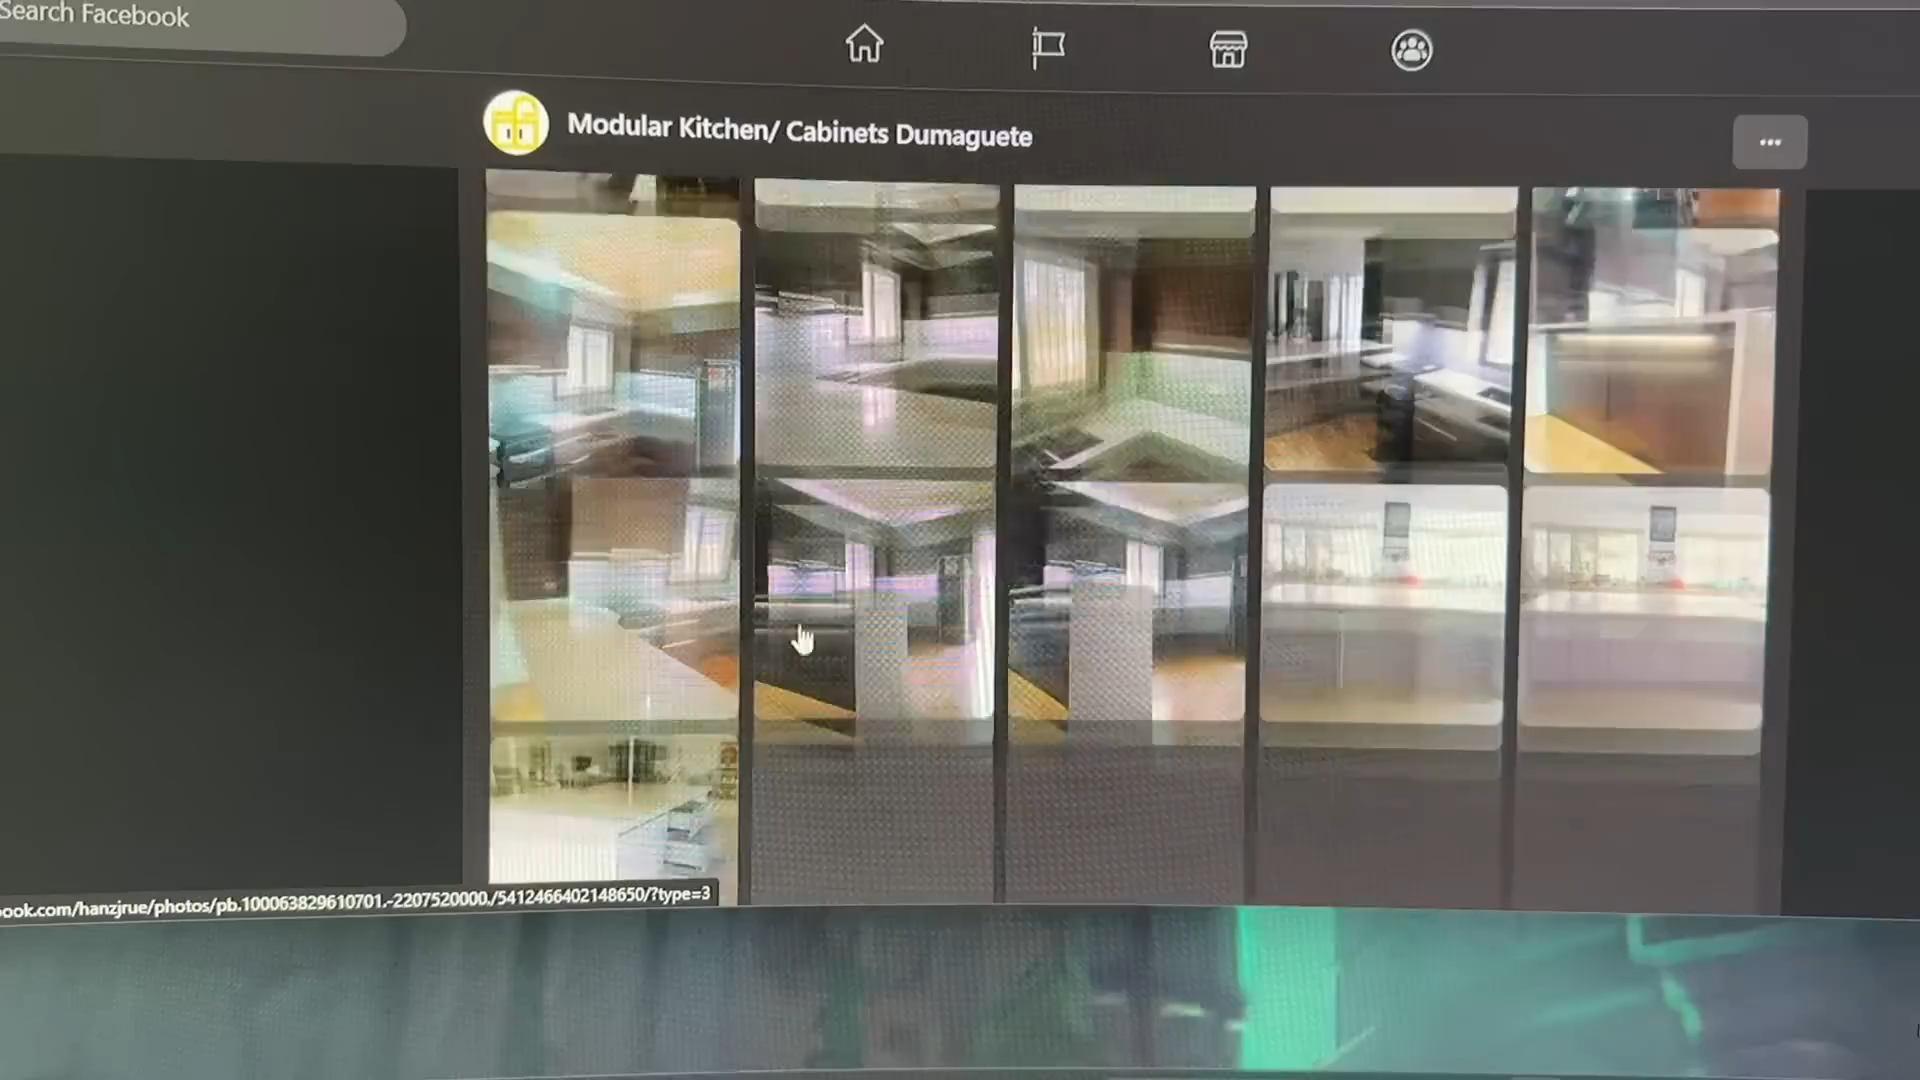 Search Facebook
Modular Kitchen/ Cabinets Dumaguete
ook.com/hanzjrue/photos/pb.100063829610701.-2207520000./5412466402148650/?type=3